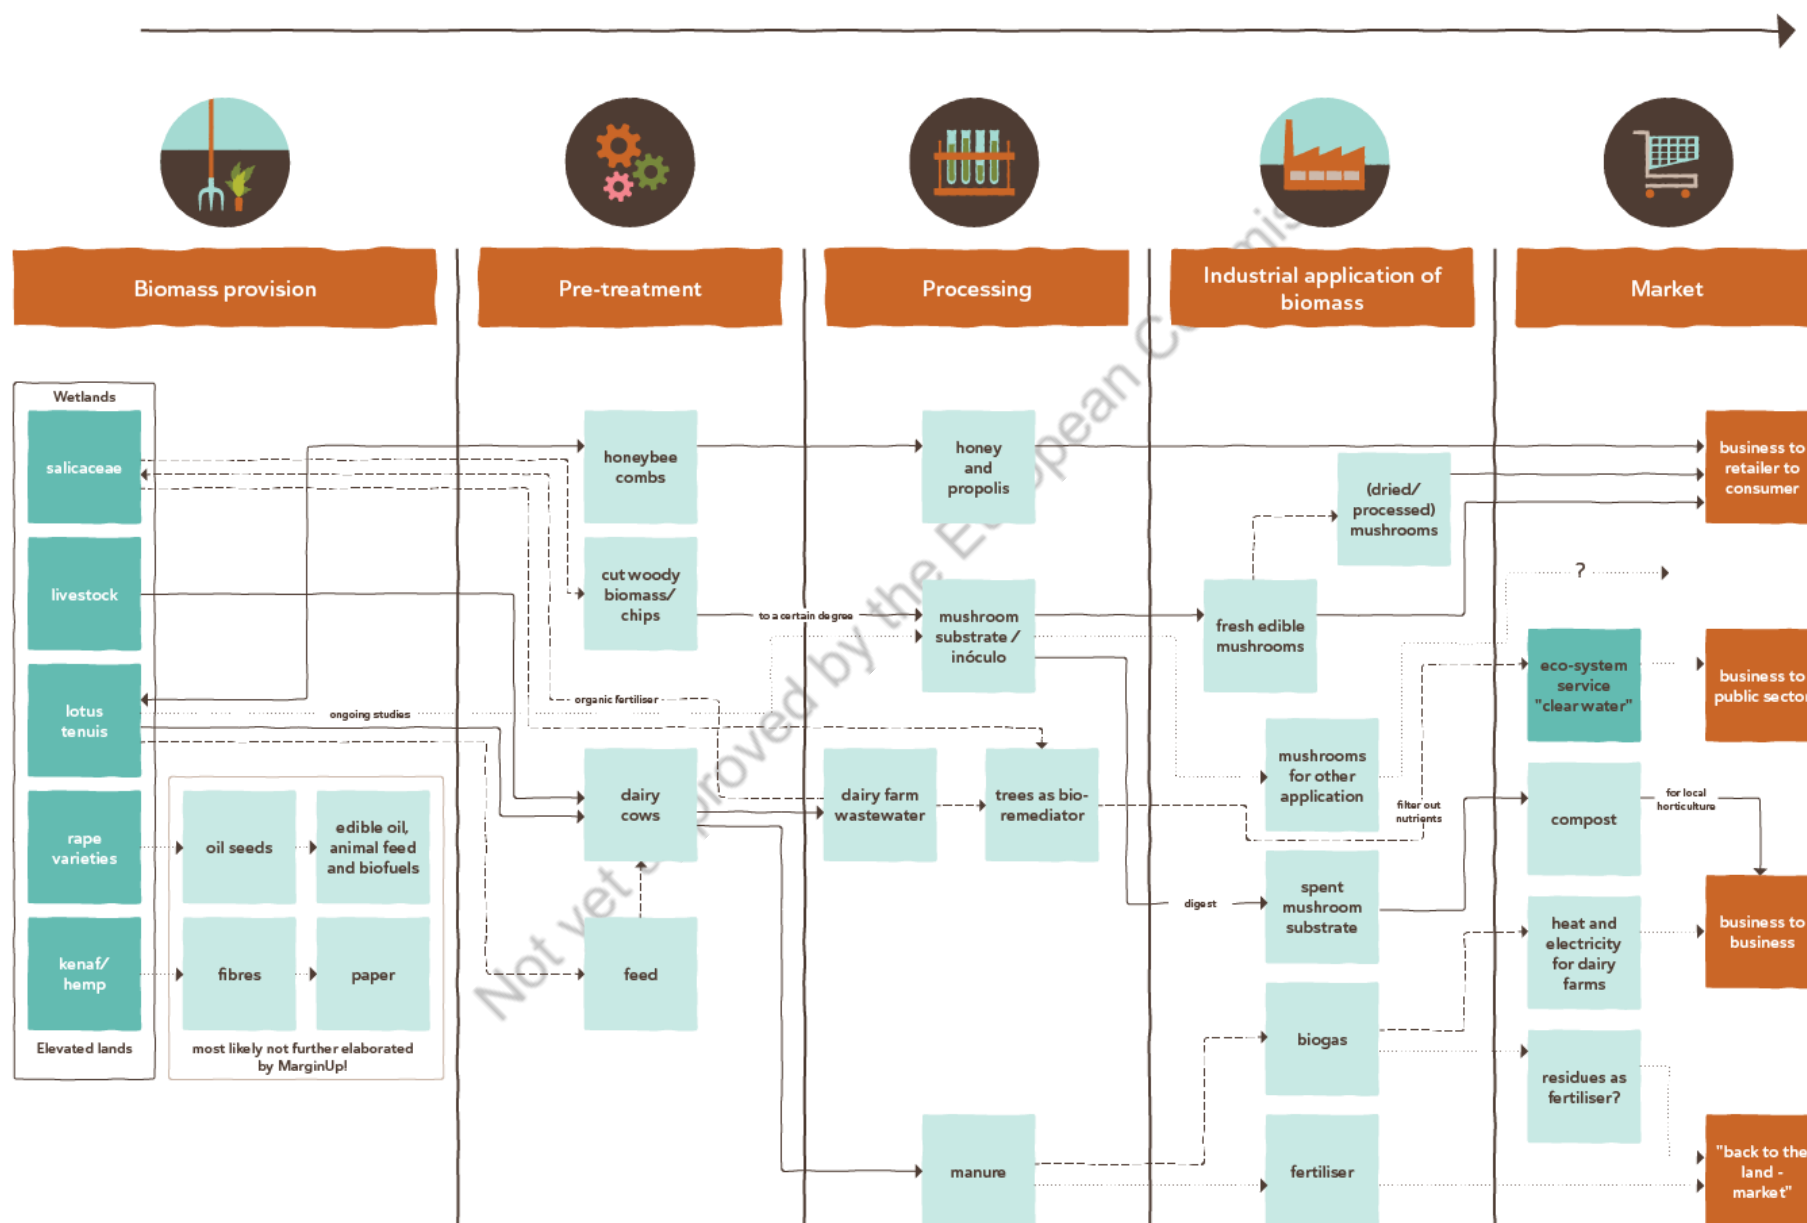 Biomass provision
Pre-treatment
Processing
Industrial application of
biomass
Market
Wetlands
salicaceae
livestock
lotus
tenuis
rape
varieties
kenaf/
hemp
Elevated lands
oil seeds
edible oil,
animal feed
and biofuels
fibres
paper
most likely not further elaborated
by MarginUp!
ongoing studies
organic fertiliser
honeybee
combs
cut woody
biomass/
chips
dairy
cows
feed
to a certain degree
honey
and
propolis
mushroom
substrate /
inóculo
dairy farm
wastewater
trees as bio-
remediator
manure
digest
(dried/
processed)
mushrooms
fresh edible
mushrooms
mushrooms
for other
application
filter out
nutrients
spent
mushroom
substrate
biogas
fertiliser
?
eco-system
service
"clear water"
compost
for local
horticulture
heat and
electricity
for dairy
farms
residues as
fertiliser?
business to
retailer to
consumer
business to
public sector
business to
business
"back to the
land -
market"
Not yet approved by the European Commis